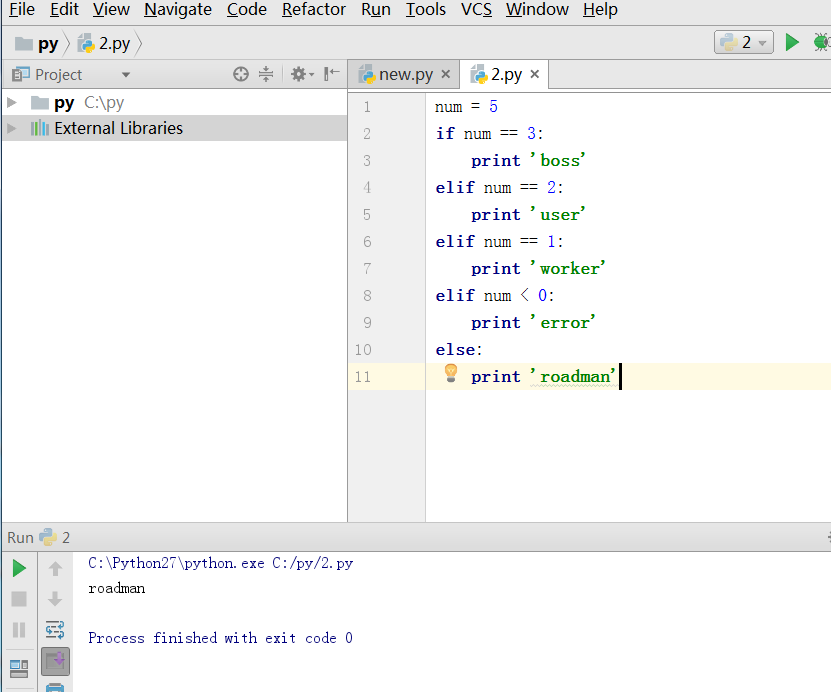 File Edit View Navigate Code Refactor Run Tools VCS Window Help
py 2.py 2
Project new.py 2.py
py C:\py
External Libraries
1 num = 5
2 if num == 3:
3 print 'boss'
4 elif num == 2:
5 print 'user'
6 elif num == 1:
7 print 'worker'
8 elif num < 0:
9 print 'error'
10 else:
11 print 'roadman'
Run 2
C:\Python27\python.exe C:/py/2.py
roadman
Process finished with exit code 0